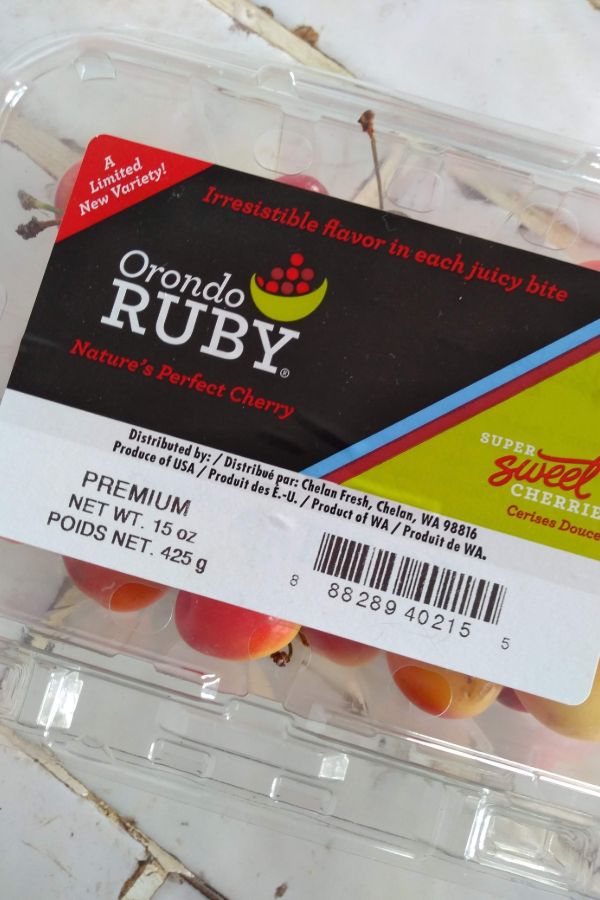 A
Limited
New Variety!
Irresistible flavor in each juicy bite
Orondo
RUBY®
Nature's Perfect Cherry
SUPER
sweet
CHERRIE
Cerises Douce
Distributed by: / Distribué par: Chelan Fresh, Chelan, WA 98816
Produce of USA / Produit des É.-U. / Product of WA / Produit de WA.
PREMIUM
NET WT. 15 oz
POIDS NET. 425 g
8 88289 40215 5